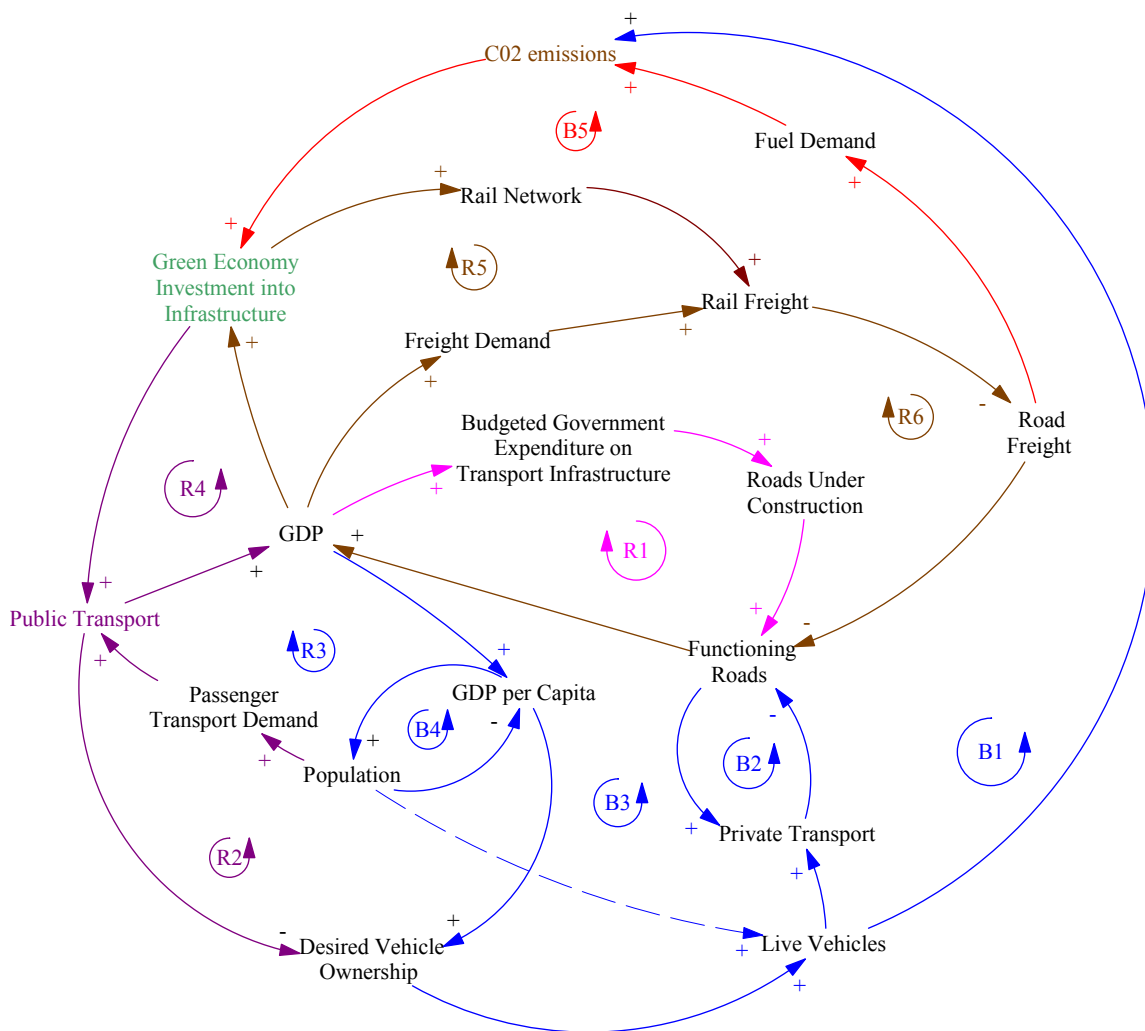 +
C02 emissions
+
B5
Fuel Demand
+
+
Rail Network
+
Green Economy
Investment into
Infrastructure
R5
+
Rail Freight
+
Freight Demand
+
+
R6
-
Road
Freight
Budgeted Government
Expenditure on
Transport Infrastructure
+
+
Roads Under
Construction
R4
GDP
+
R1
+
+
Public Transport
+
+
-
Functioning
Roads
R3
+
GDP per Capita
-
Passenger
Transport Demand
+
B4
+
Population
-
B2
B1
B3
+
Private Transport
+
R2
+
-
Desired Vehicle
Ownership
+
Live Vehicles
+